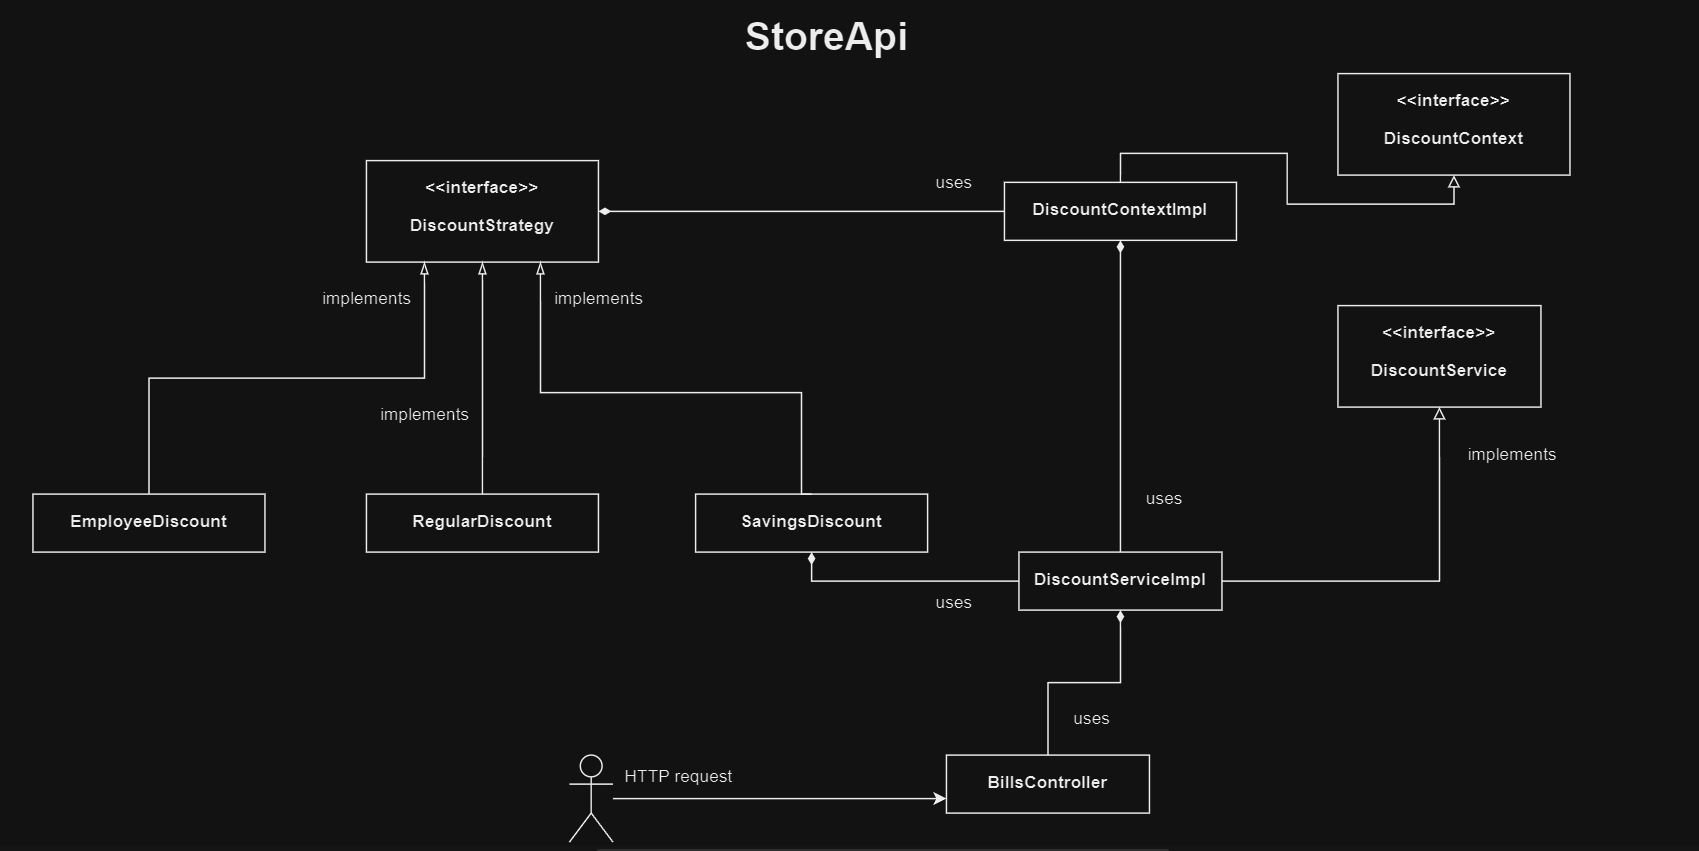 StoreApi
<<interface>>
DiscountContext
<<interface>>
DiscountStrategy
uses
DiscountContextImpl
implements
implements
<<interface>>
DiscountService
implements
implements
uses
EmployeeDiscount
RegularDiscount
SavingsDiscount
DiscountServiceImpl
uses
uses
HTTP request
BillsController